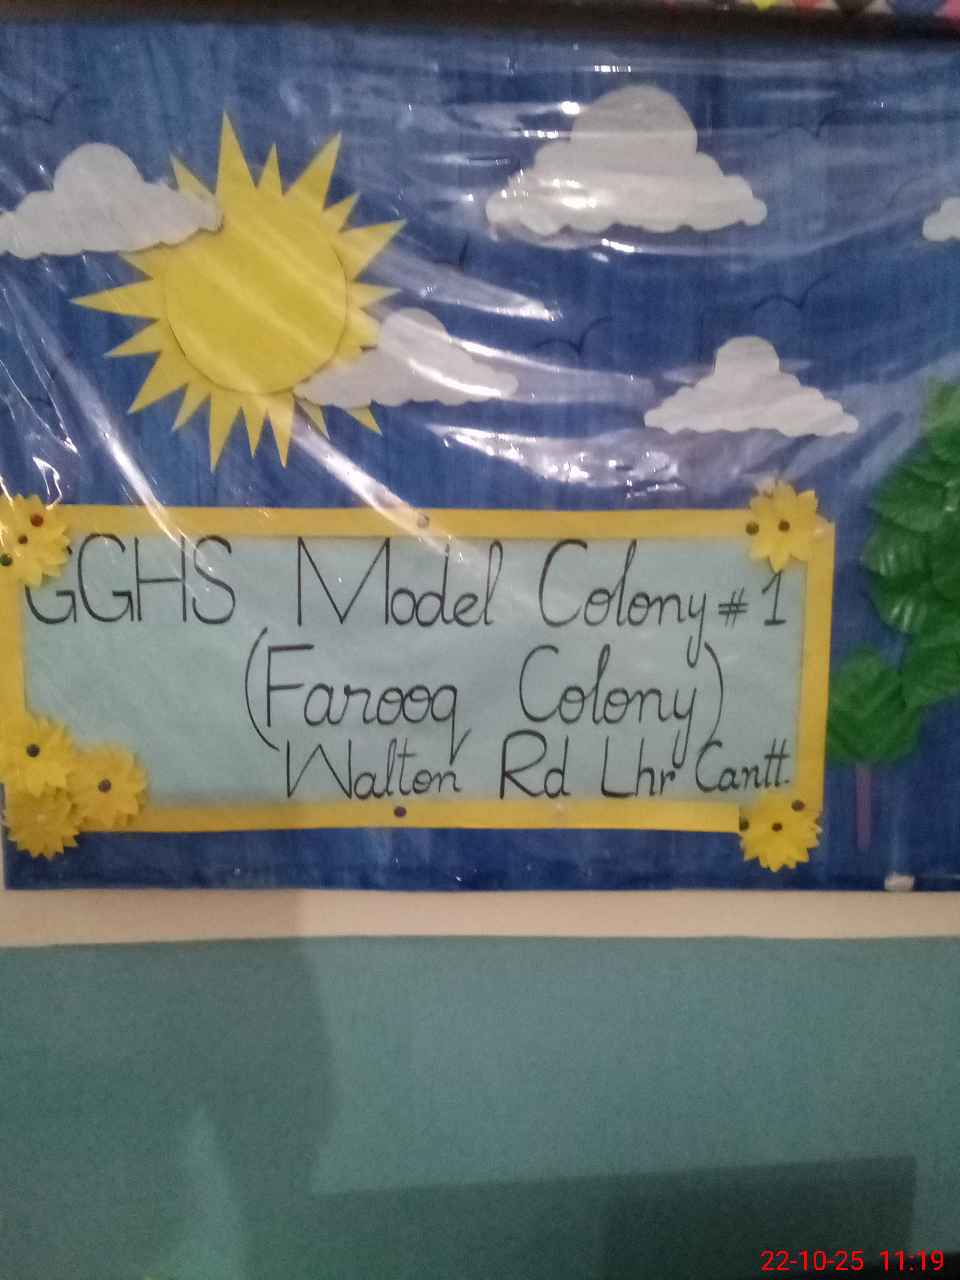 GGHS Model Colony # 1
(Farooq Colony)
Walton Rd Lhr Cantt.
22-10-25 11:19